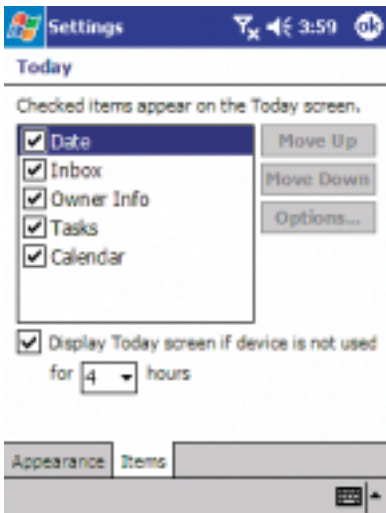 Settings 3:59 ok
Today
Checked items appear on the Today screen.
Date
Inbox
Owner Info
Tasks
Calendar
Move Up
Move Down
Options...
Display Today screen if device is not used
for 4 hours
Appearance Items